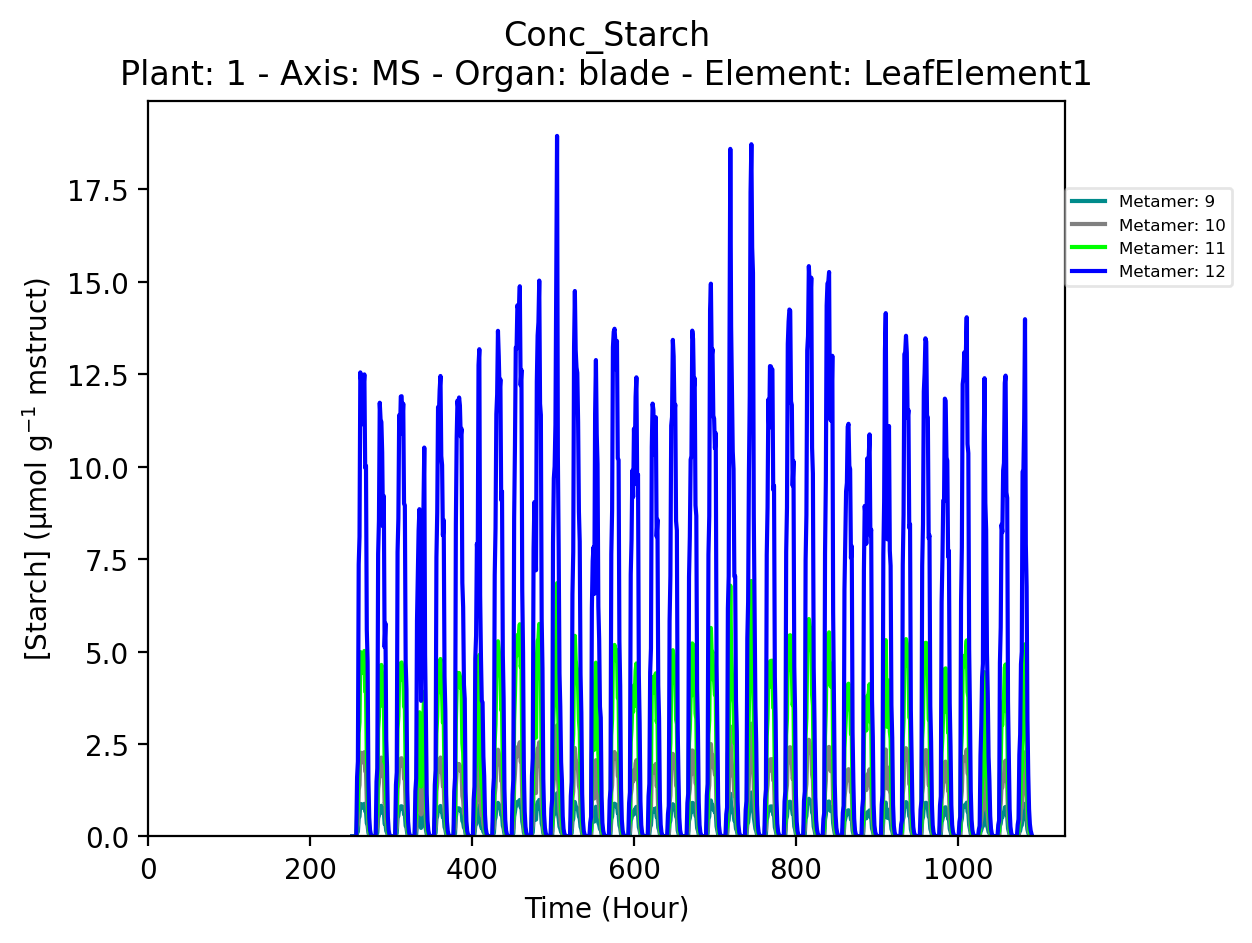 Conc_Starch
Plant: 1 - Axis: MS - Organ: blade - Element: LeafElement1
17.5
15.0
12.5
10.0
7.5
5.0
2.5
0.0
[Starch] (µmol g⁻¹ mstruct)
0 200 400 600 800 1000
Time (Hour)
Metamer: 9
Metamer: 10
Metamer: 11
Metamer: 12